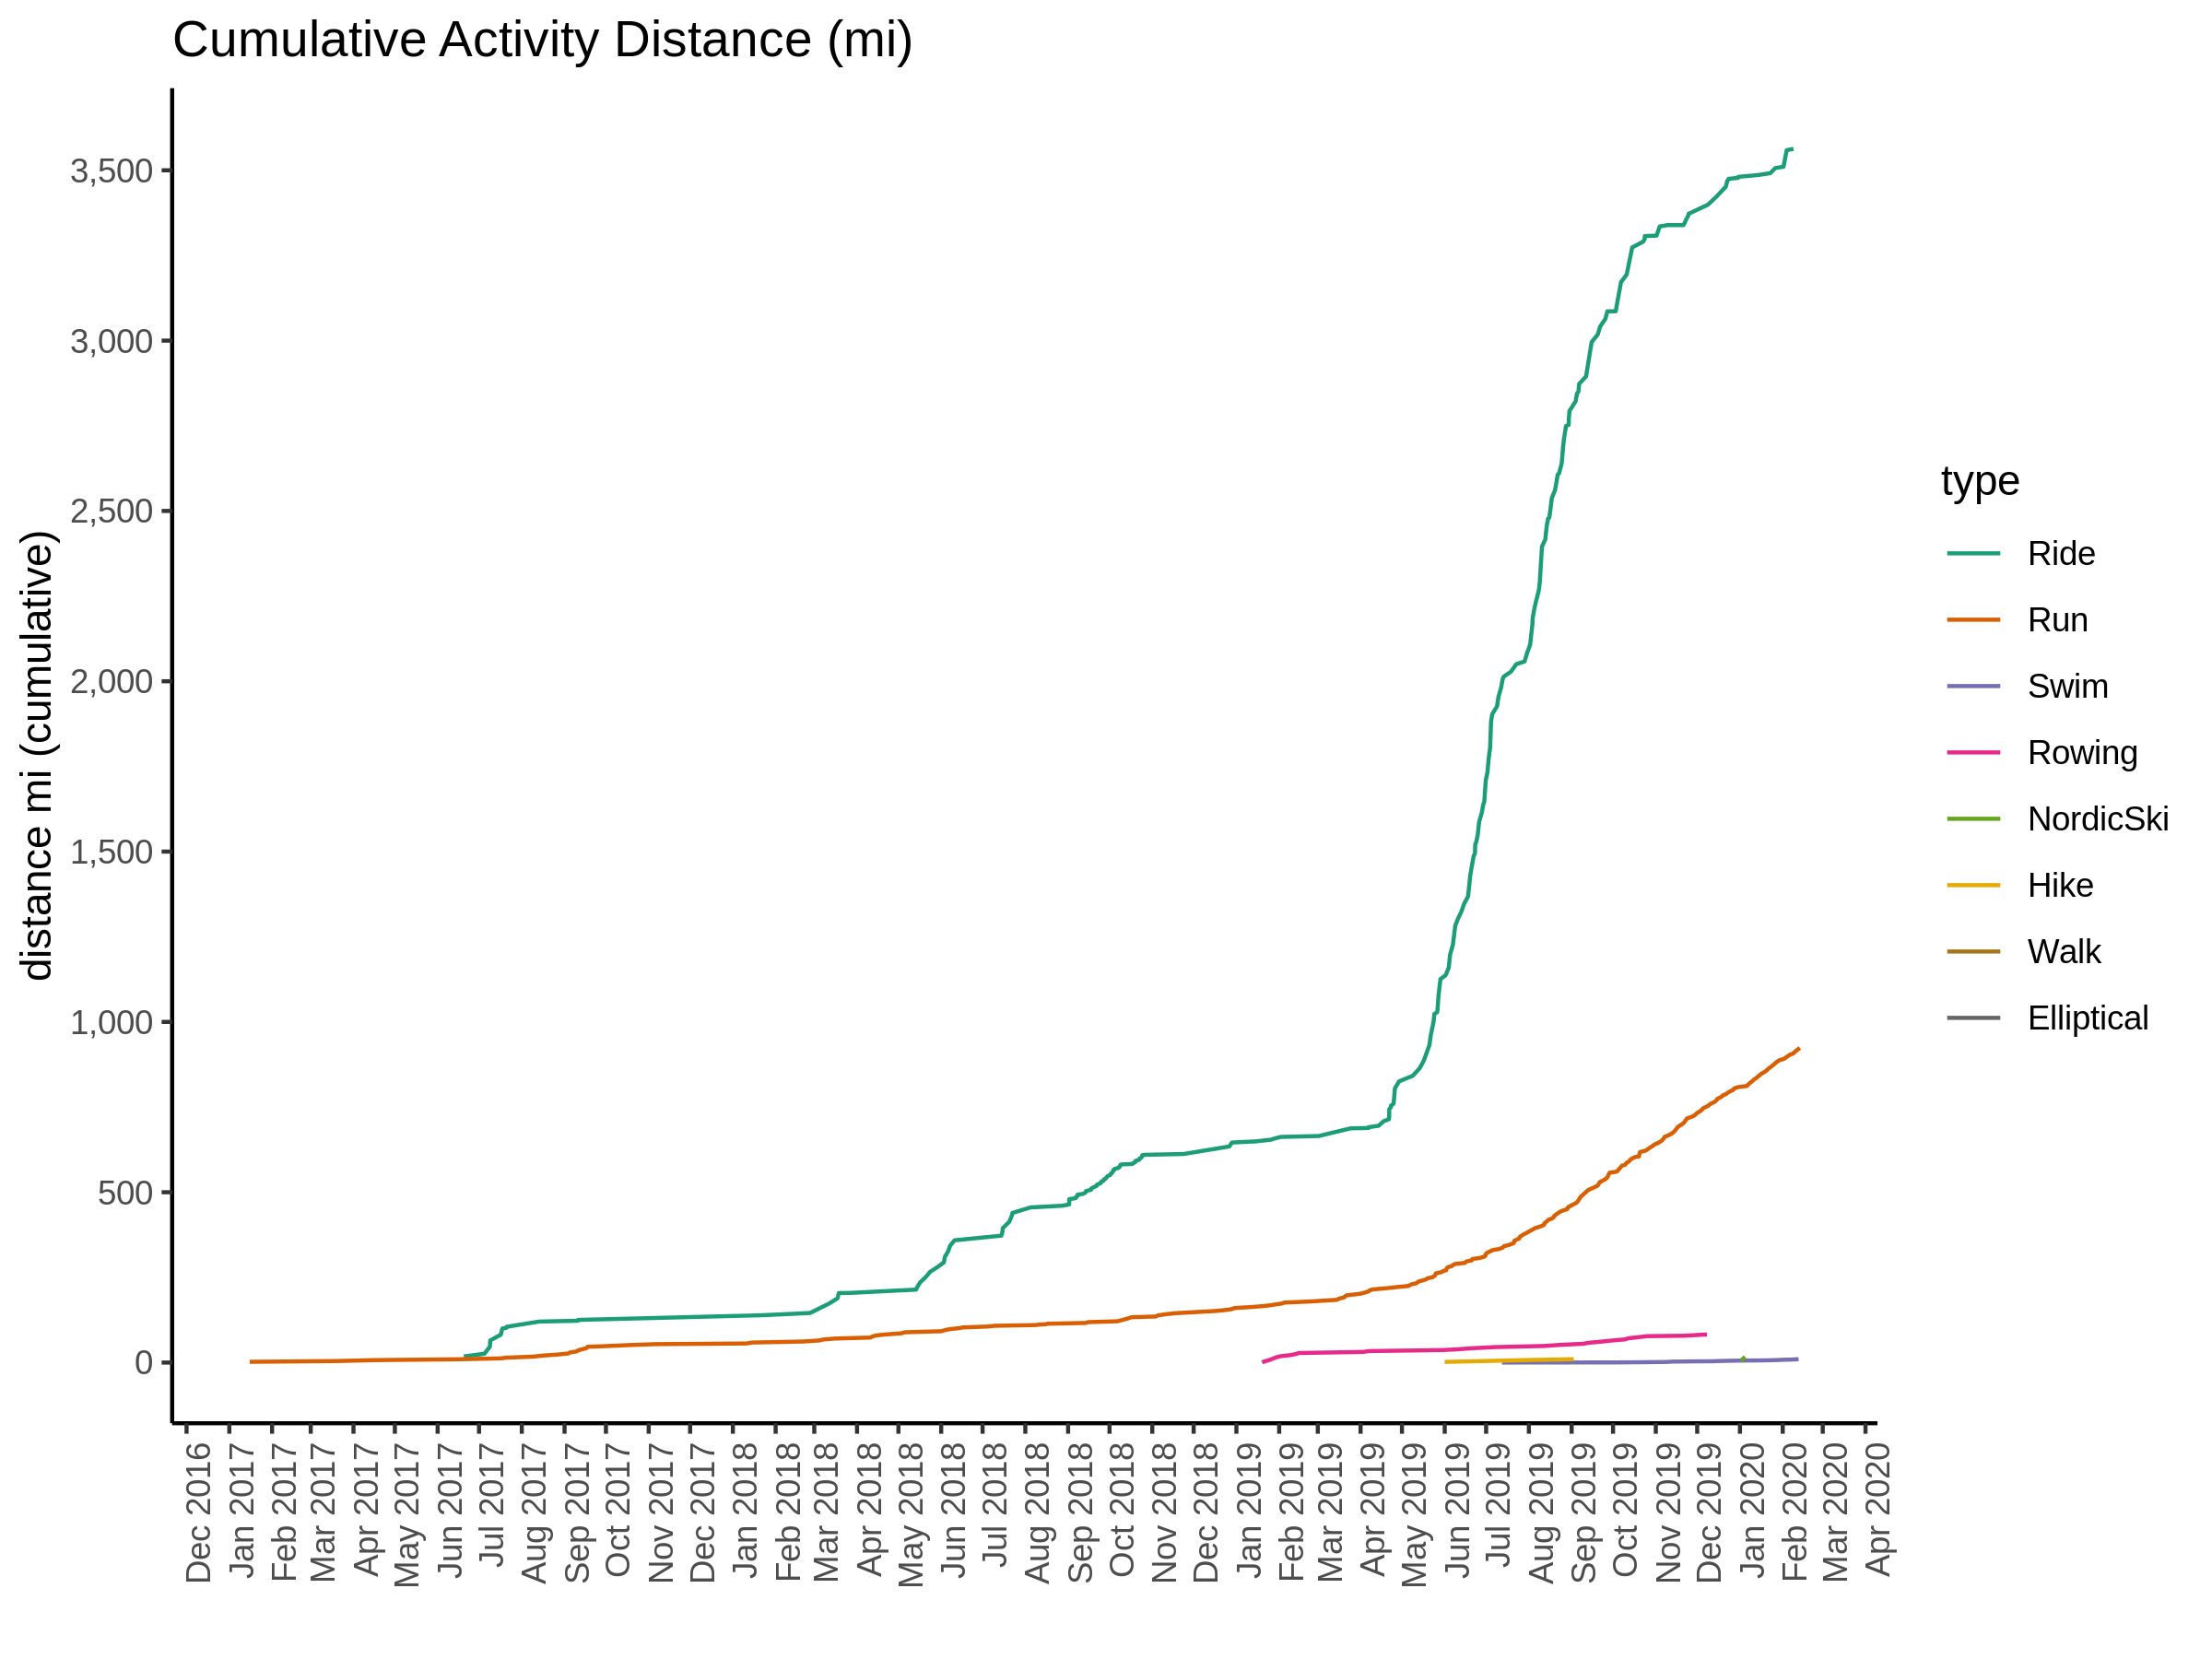 Cumulative Activity Distance (mi)
distance mi (cumulative)
3,500
3,000
2,500
2,000
1,500
1,000
500
0
Dec 2016
Jan 2017
Feb 2017
Mar 2017
Apr 2017
May 2017
Jun 2017
Jul 2017
Aug 2017
Sep 2017
Oct 2017
Nov 2017
Dec 2017
Jan 2018
Feb 2018
Mar 2018
Apr 2018
May 2018
Jun 2018
Jul 2018
Aug 2018
Sep 2018
Oct 2018
Nov 2018
Dec 2018
Jan 2019
Feb 2019
Mar 2019
Apr 2019
May 2019
Jun 2019
Jul 2019
Aug 2019
Sep 2019
Oct 2019
Nov 2019
Dec 2019
Jan 2020
Feb 2020
Mar 2020
Apr 2020
type
Ride
Run
Swim
Rowing
NordicSki
Hike
Walk
Elliptical